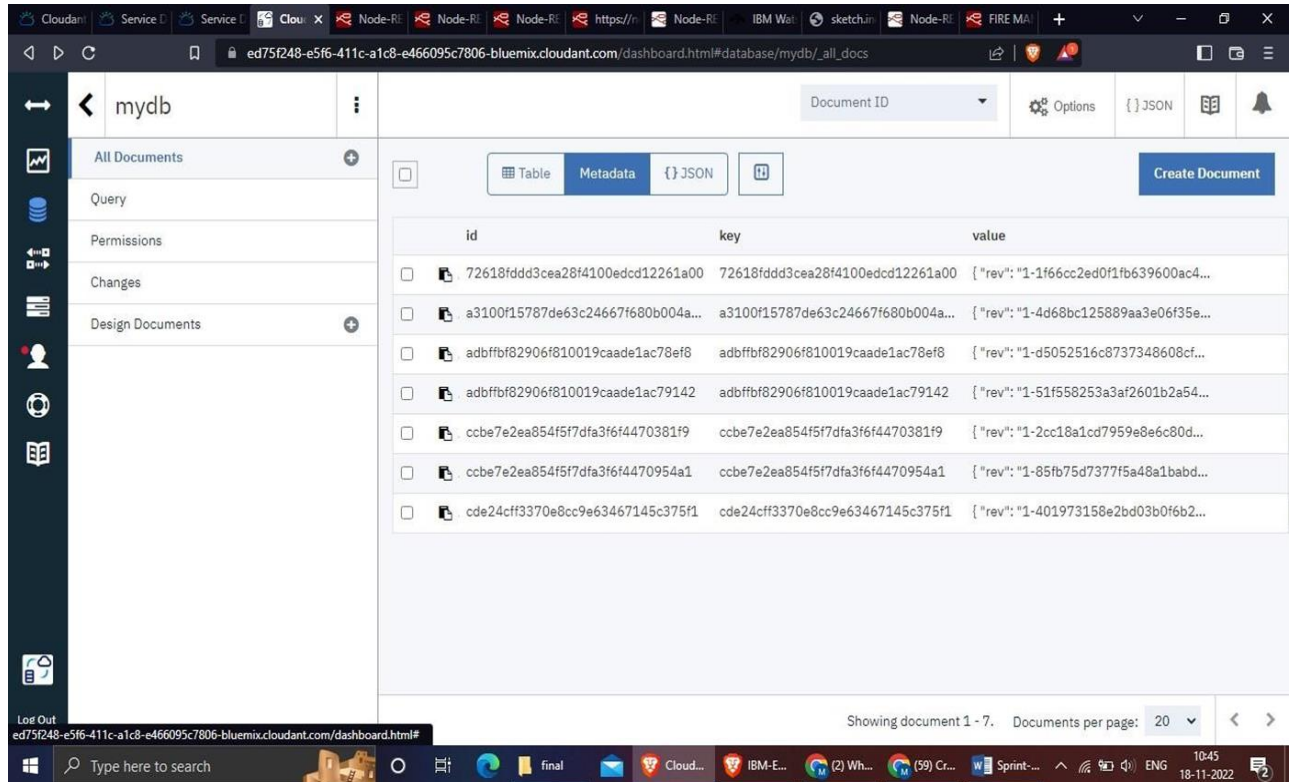 Cloudant Service D Service D Clou Node-RE Node-RE Node-RE https://n Node-RE IBM Wat sketch.in Node-RE FIRE MA
ed75f248-e5f6-411c-a1c8-e466095c7806-bluemix.cloudant.com/dashboard.html#database/mydb/_all_docs
mydb
Document ID
Options
{ } JSON
All Documents
Query
Permissions
Changes
Design Documents
Table
Metadata
{ } JSON
Create Document
id key value
72618fddd3cea28f4100edcd12261a00 72618fddd3cea28f4100edcd12261a00 { "rev": "1-1f66cc2ed0f1fb639600ac4...
a3100f15787de63c24667f680b004a... a3100f15787de63c24667f680b004a... { "rev": "1-4d68bc125889aa3e06f35e...
adbffbf82906f810019caade1ac78ef8 adbffbf82906f810019caade1ac78ef8 { "rev": "1-d5052516c8737348608cf...
adbffbf82906f810019caade1ac79142 adbffbf82906f810019caade1ac79142 { "rev": "1-51f558253a3af2601b2a54...
ccbe7e2ea854f5f7dfa3f6f4470381f9 ccbe7e2ea854f5f7dfa3f6f4470381f9 { "rev": "1-2cc18a1cd7959e8e6c80d...
ccbe7e2ea854f5f7dfa3f6f4470954a1 ccbe7e2ea854f5f7dfa3f6f4470954a1 { "rev": "1-85fb75d7377f5a48a1babd...
cde24cff3370e8cc9e63467145c375f1 cde24cff3370e8cc9e63467145c375f1 { "rev": "1-401973158e2bd03b0f6b2...
Showing document 1 - 7. Documents per page: 20
Log Out
ed75f248-e5f6-411c-a1c8-e466095c7806-bluemix.cloudant.com/dashboard.html#
Type here to search
final
Cloud...
IBM-E...
(2) Wh...
(59) Cr...
Sprint-...
ENG
10:45
18-11-2022
2